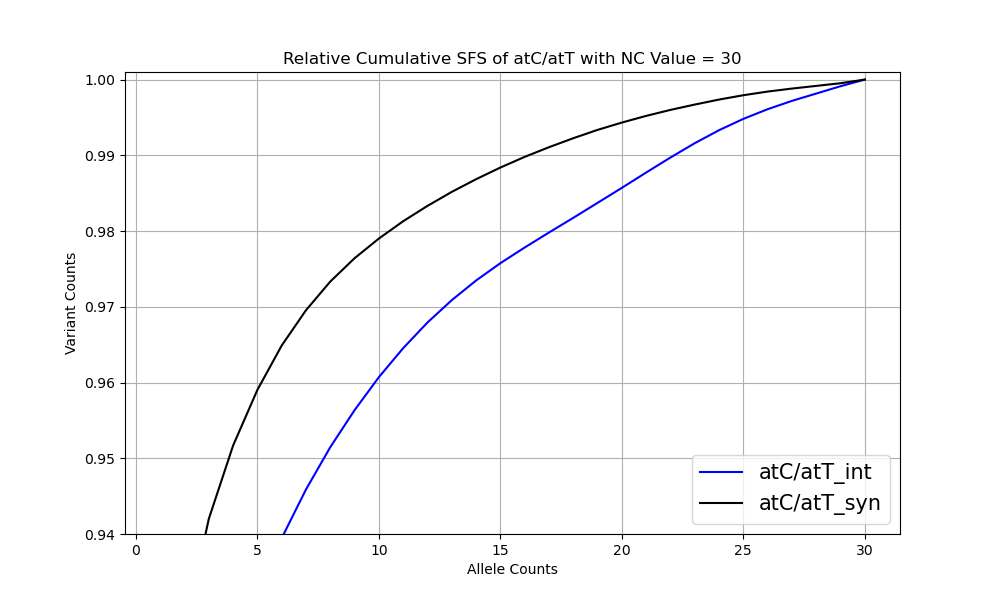 Relative Cumulative SFS of atC/atT with NC Value = 30
1.00
0.99
0.98
0.97
0.96
0.95
0.94
Variant Counts
0 5 10 15 20 25 30
Allele Counts
atC/atT_int
atC/atT_syn